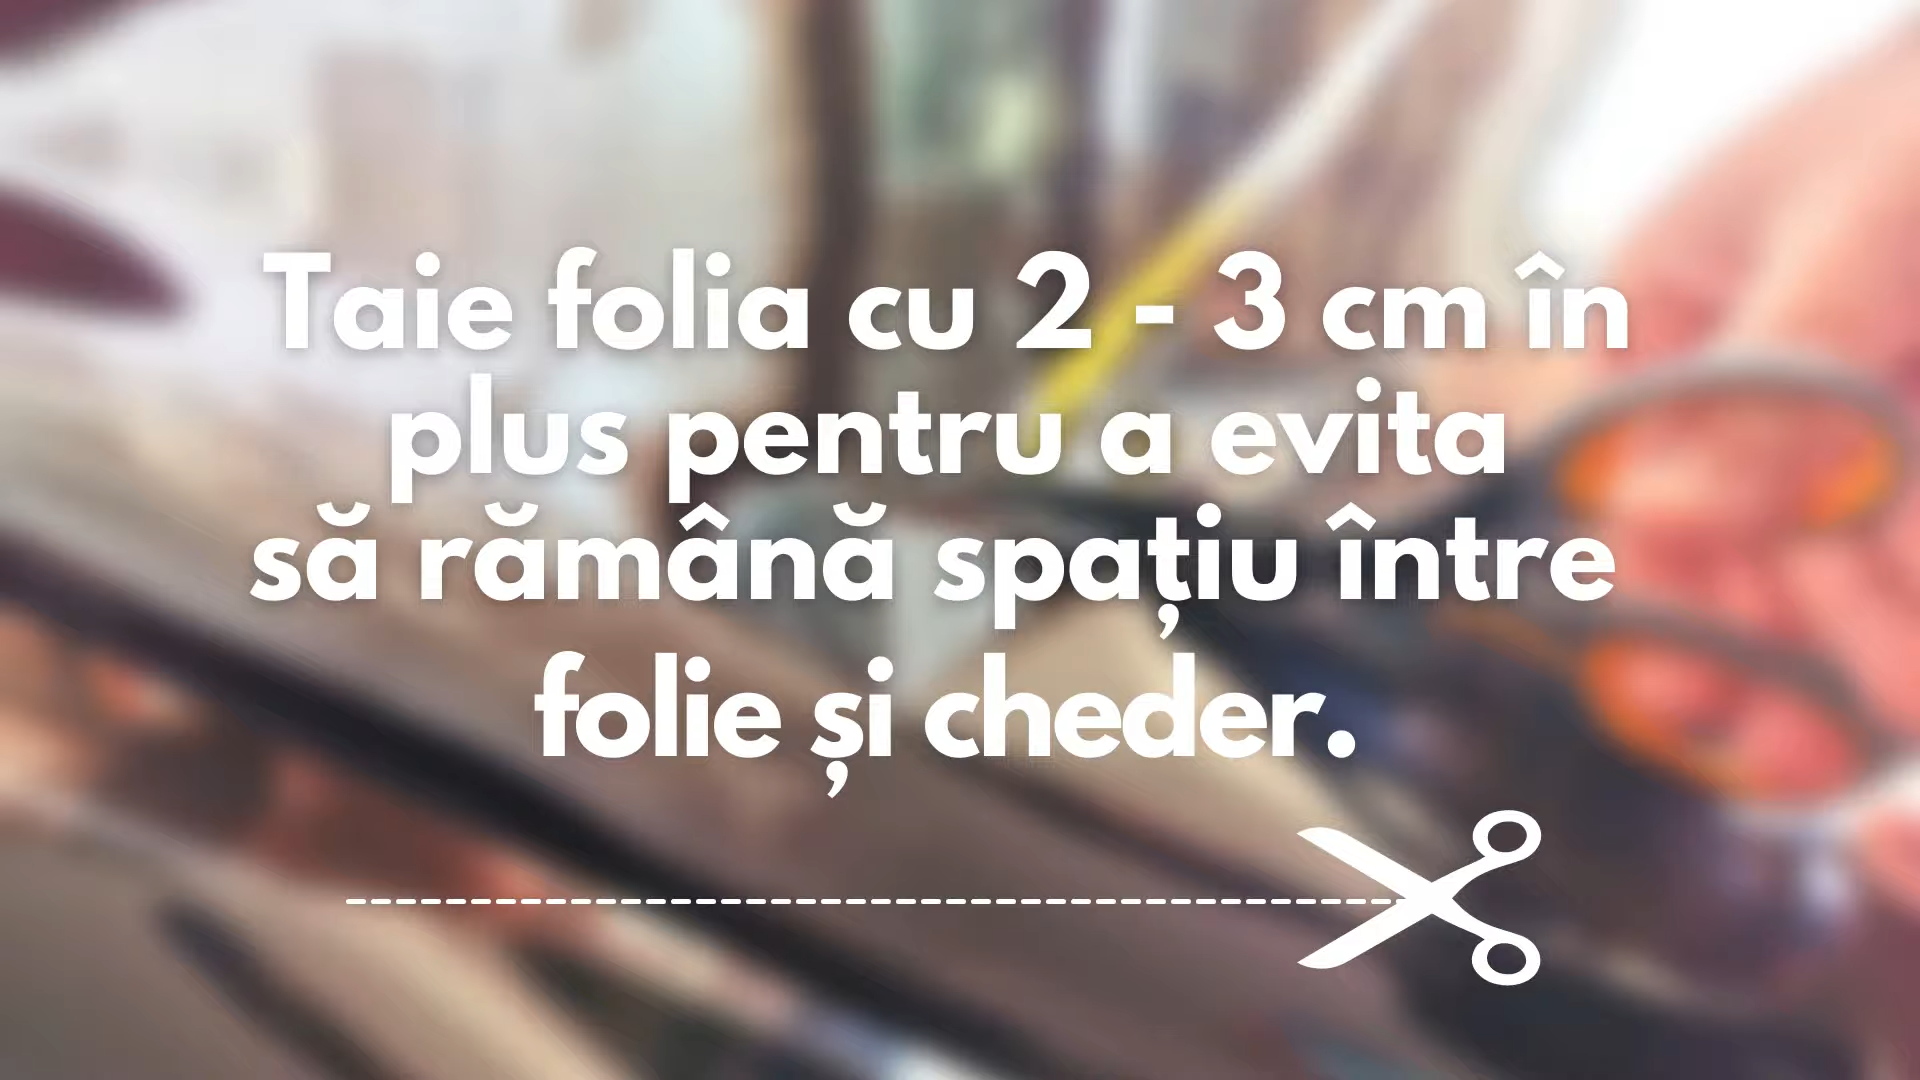 Taie folia cu 2 - 3 cm în
plus pentru a evita
să rămână spațiu între
folie și cheder.